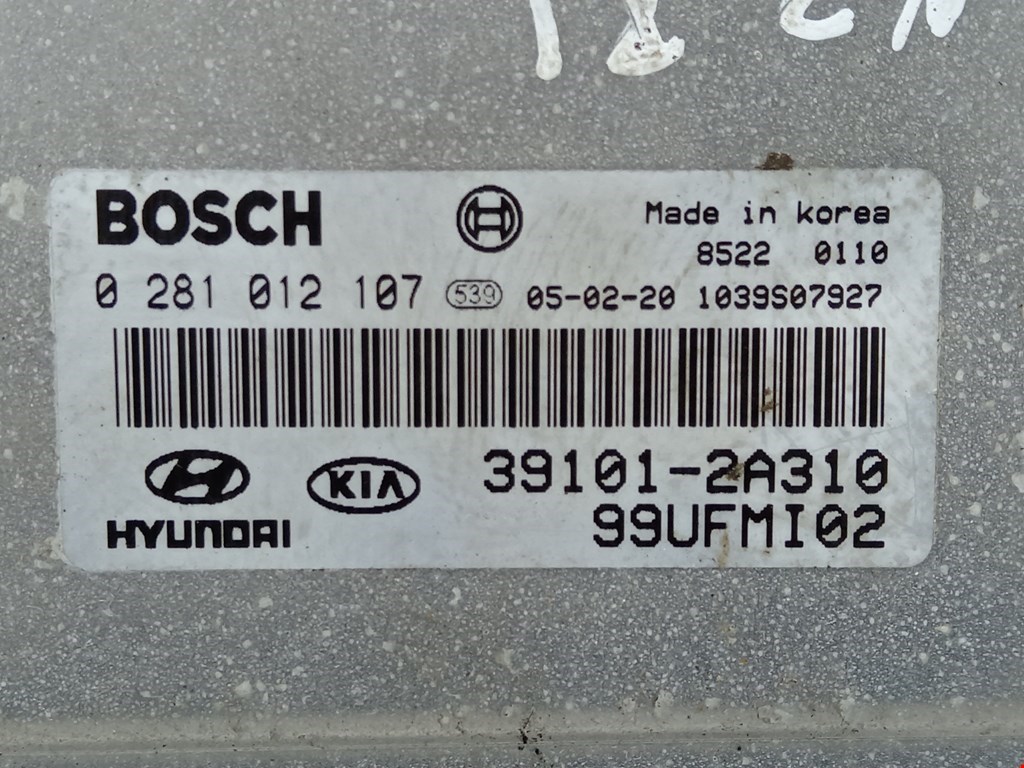 BOSCH
Made in korea
8522 0110
0 281 012 107 539 05-02-20 1039S07927
39101-2A310
HYUNDAI KIA 99UFMI02